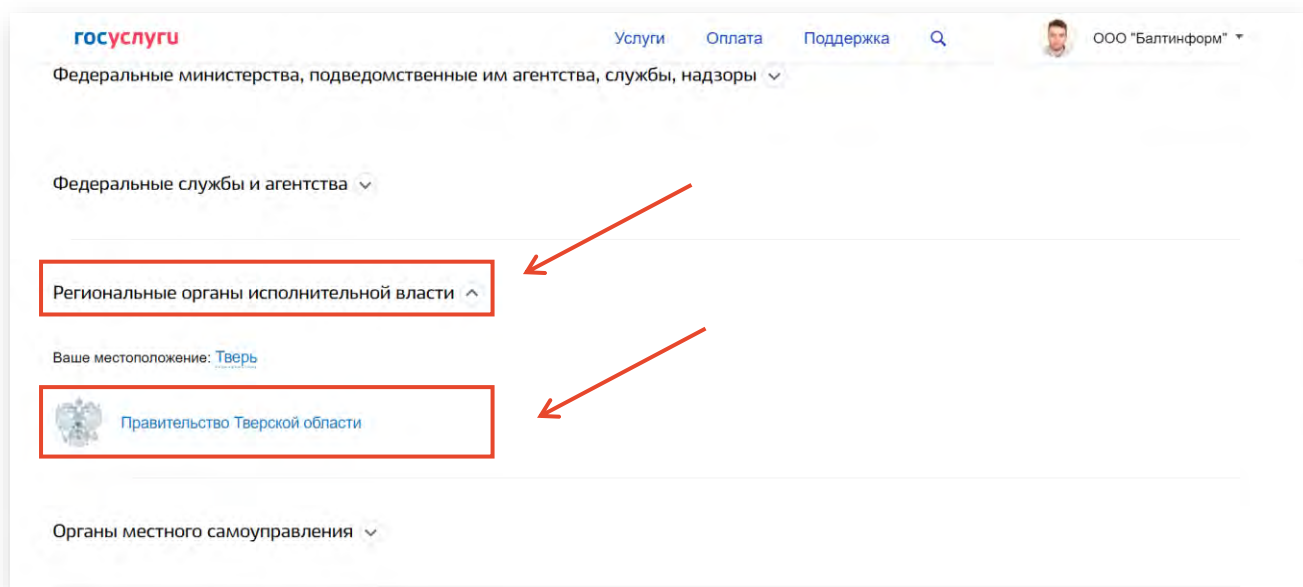 госуслуги Услуги Оплата Поддержка ООО "Балтинформ"
Федеральные министерства, подведомственные им агентства, службы, надзоры
Федеральные службы и агентства
Региональные органы исполнительной власти
Ваше местоположение: Тверь
Правительство Тверской области
Органы местного самоуправления